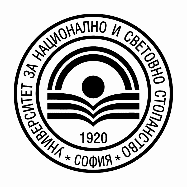 УНИВЕРСИТЕТ ЗА НАЦИОНАЛНО И СВЕТОВНО СТОПАНСТВО
1920
* СОФИЯ *